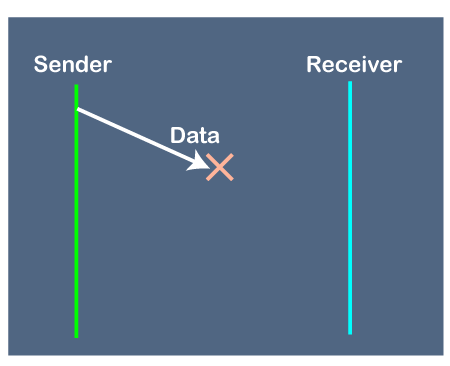 Sender
Receiver
Data